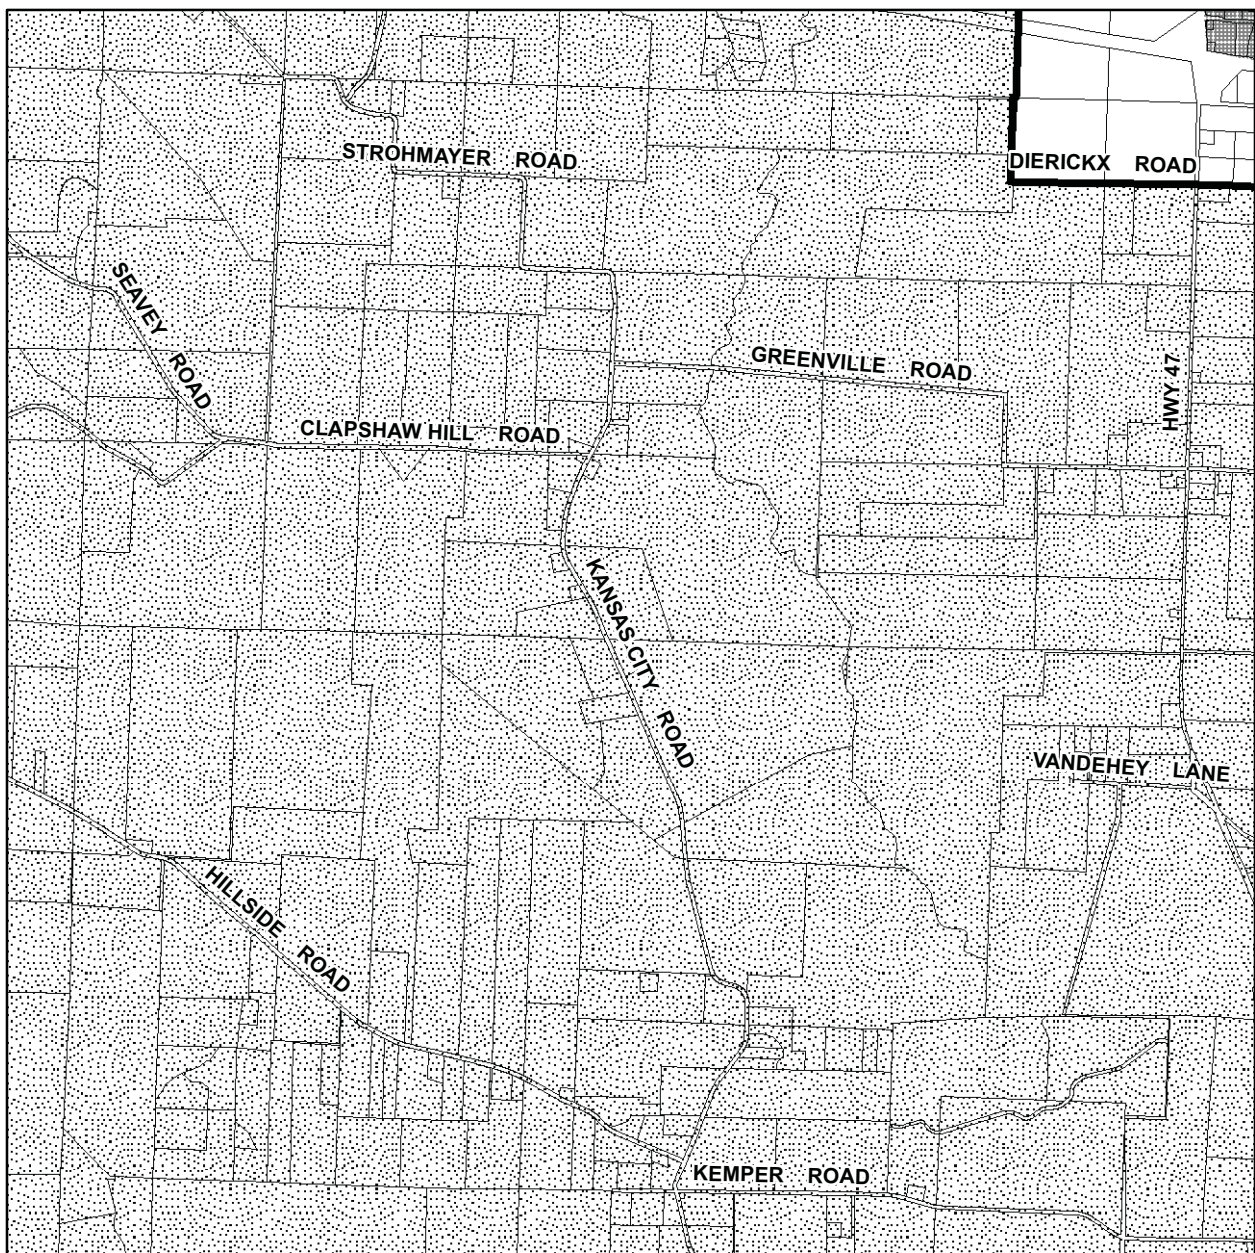 STROHMAYER ROAD
DIERICKX ROAD
SEAVEY ROAD
GREENVILLE ROAD
HWY 47
CLAPSHAW HILL ROAD
KANSAS CITY ROAD
VANDEHEY LANE
HILLSIDE ROAD
KEMPER ROAD